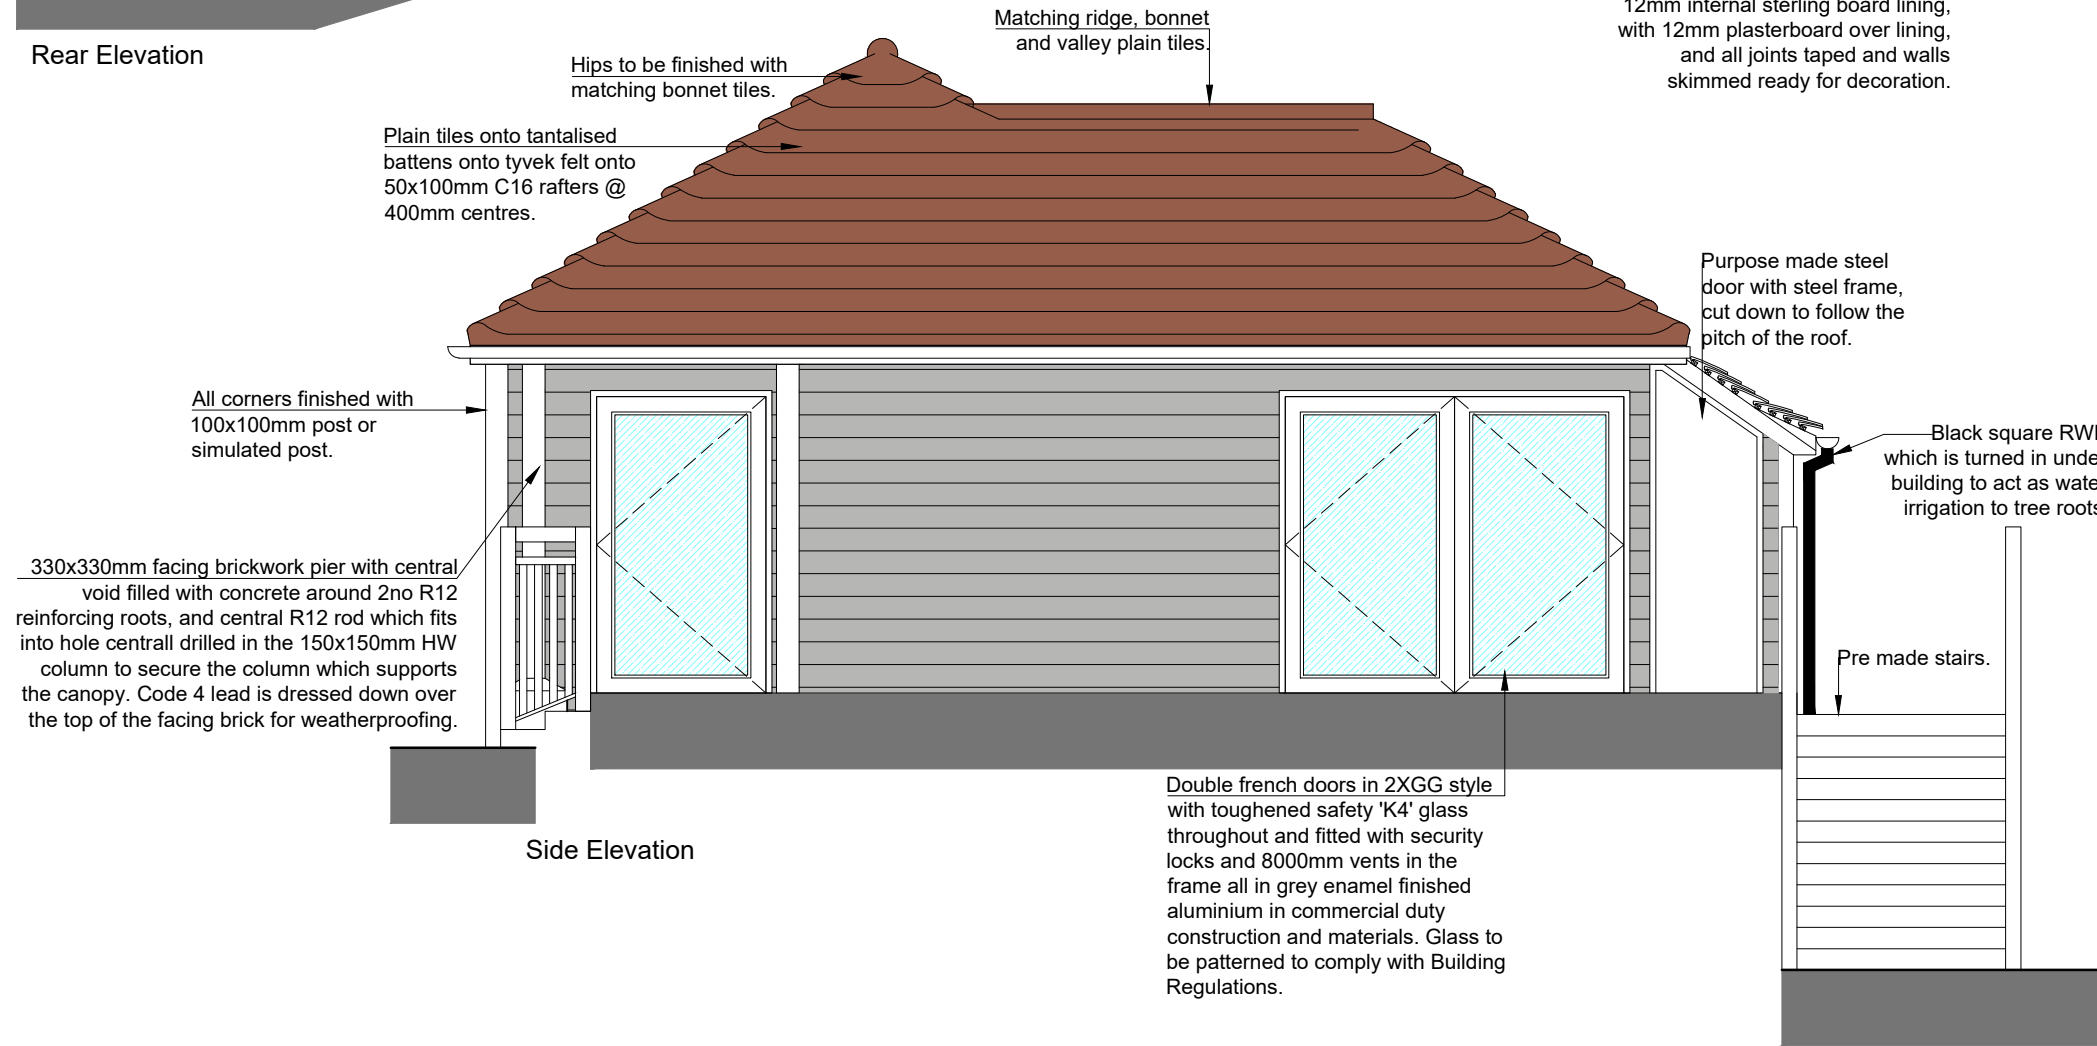 12mm internal sterling board lining,
with 12mm plasterboard over lining,
and all joints taped and walls
skimmed ready for decoration.
Rear Elevation
Matching ridge, bonnet
and valley plain tiles.
Hips to be finished with
matching bonnet tiles.
Plain tiles onto tantalised
battens onto tyvek felt onto
50x100mm C16 rafters @
400mm centres.
Purpose made steel
door with steel frame,
cut down to follow the
pitch of the roof.
All corners finished with
100x100mm post or
simulated post.
Black square
which is turned in
building to act as
irrigation to tree roots
330x330mm facing brickwork pier with central
void filled with concrete around 2no R12
reinforcing roots, and central R12 rod which fits
into hole centrall drilled in the 150x150mm HW
column to secure the column which supports
the canopy. Code 4 lead is dressed down over
the top of the facing brick for weatherproofing.
Pre made stairs.
Double french doors in 2XGG style
with toughened safety 'K4' glass
throughout and fitted with security
locks and 8000mm vents in the
frame all in grey enamel finished
aluminium in commercial duty
construction and materials. Glass to
be patterned to comply with Building
Regulations.
Side Elevation